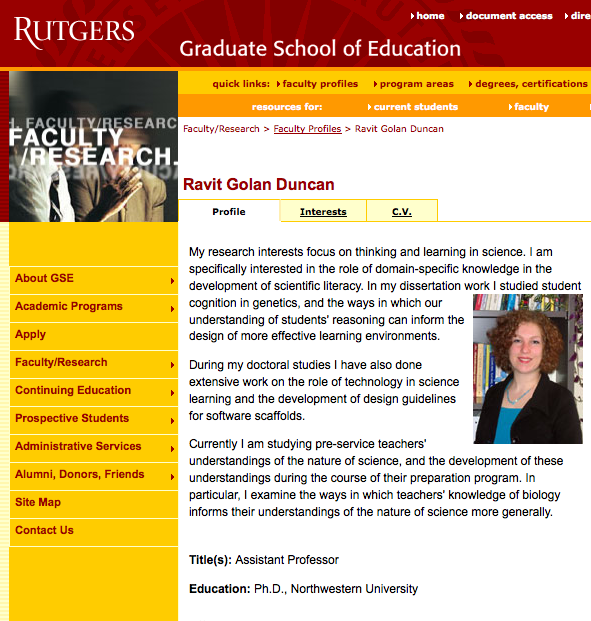 RUTGERS
Graduate School of Education
home
document access
dire
quick links:
faculty profiles
program areas
degrees, certifications
resources for:
current students
faculty
H. FACULTY/RESEARC
FACULTY
/RESEARCH.
Faculty/Research > Faculty Profiles > Ravit Golan Duncan
Ravit Golan Duncan
Profile
Interests
C.V.
About GSE
Academic Programs
Apply
Faculty/Research
Continuing Education
Prospective Students
Administrative Services
Alumni, Donors, Friends
Site Map
Contact Us
My research interests focus on thinking and learning in science. I am
specifically interested in the role of domain-specific knowledge in the
development of scientific literacy. In my dissertation work I studied student
cognition in genetics, and the ways in which our
understanding of students' reasoning can inform the
design of more effective learning environments.
During my doctoral studies I have also done
extensive work on the role of technology in science
learning and the development of design guidelines
for software scaffolds.
Currently I am studying pre-service teachers'
understandings of the nature of science, and the development of these
understandings during the course of their preparation program. In
particular, I examine the ways in which teachers' knowledge of biology
informs their understandings of the nature of science more generally.
Title(s): Assistant Professor
Education: Ph.D., Northwestern University